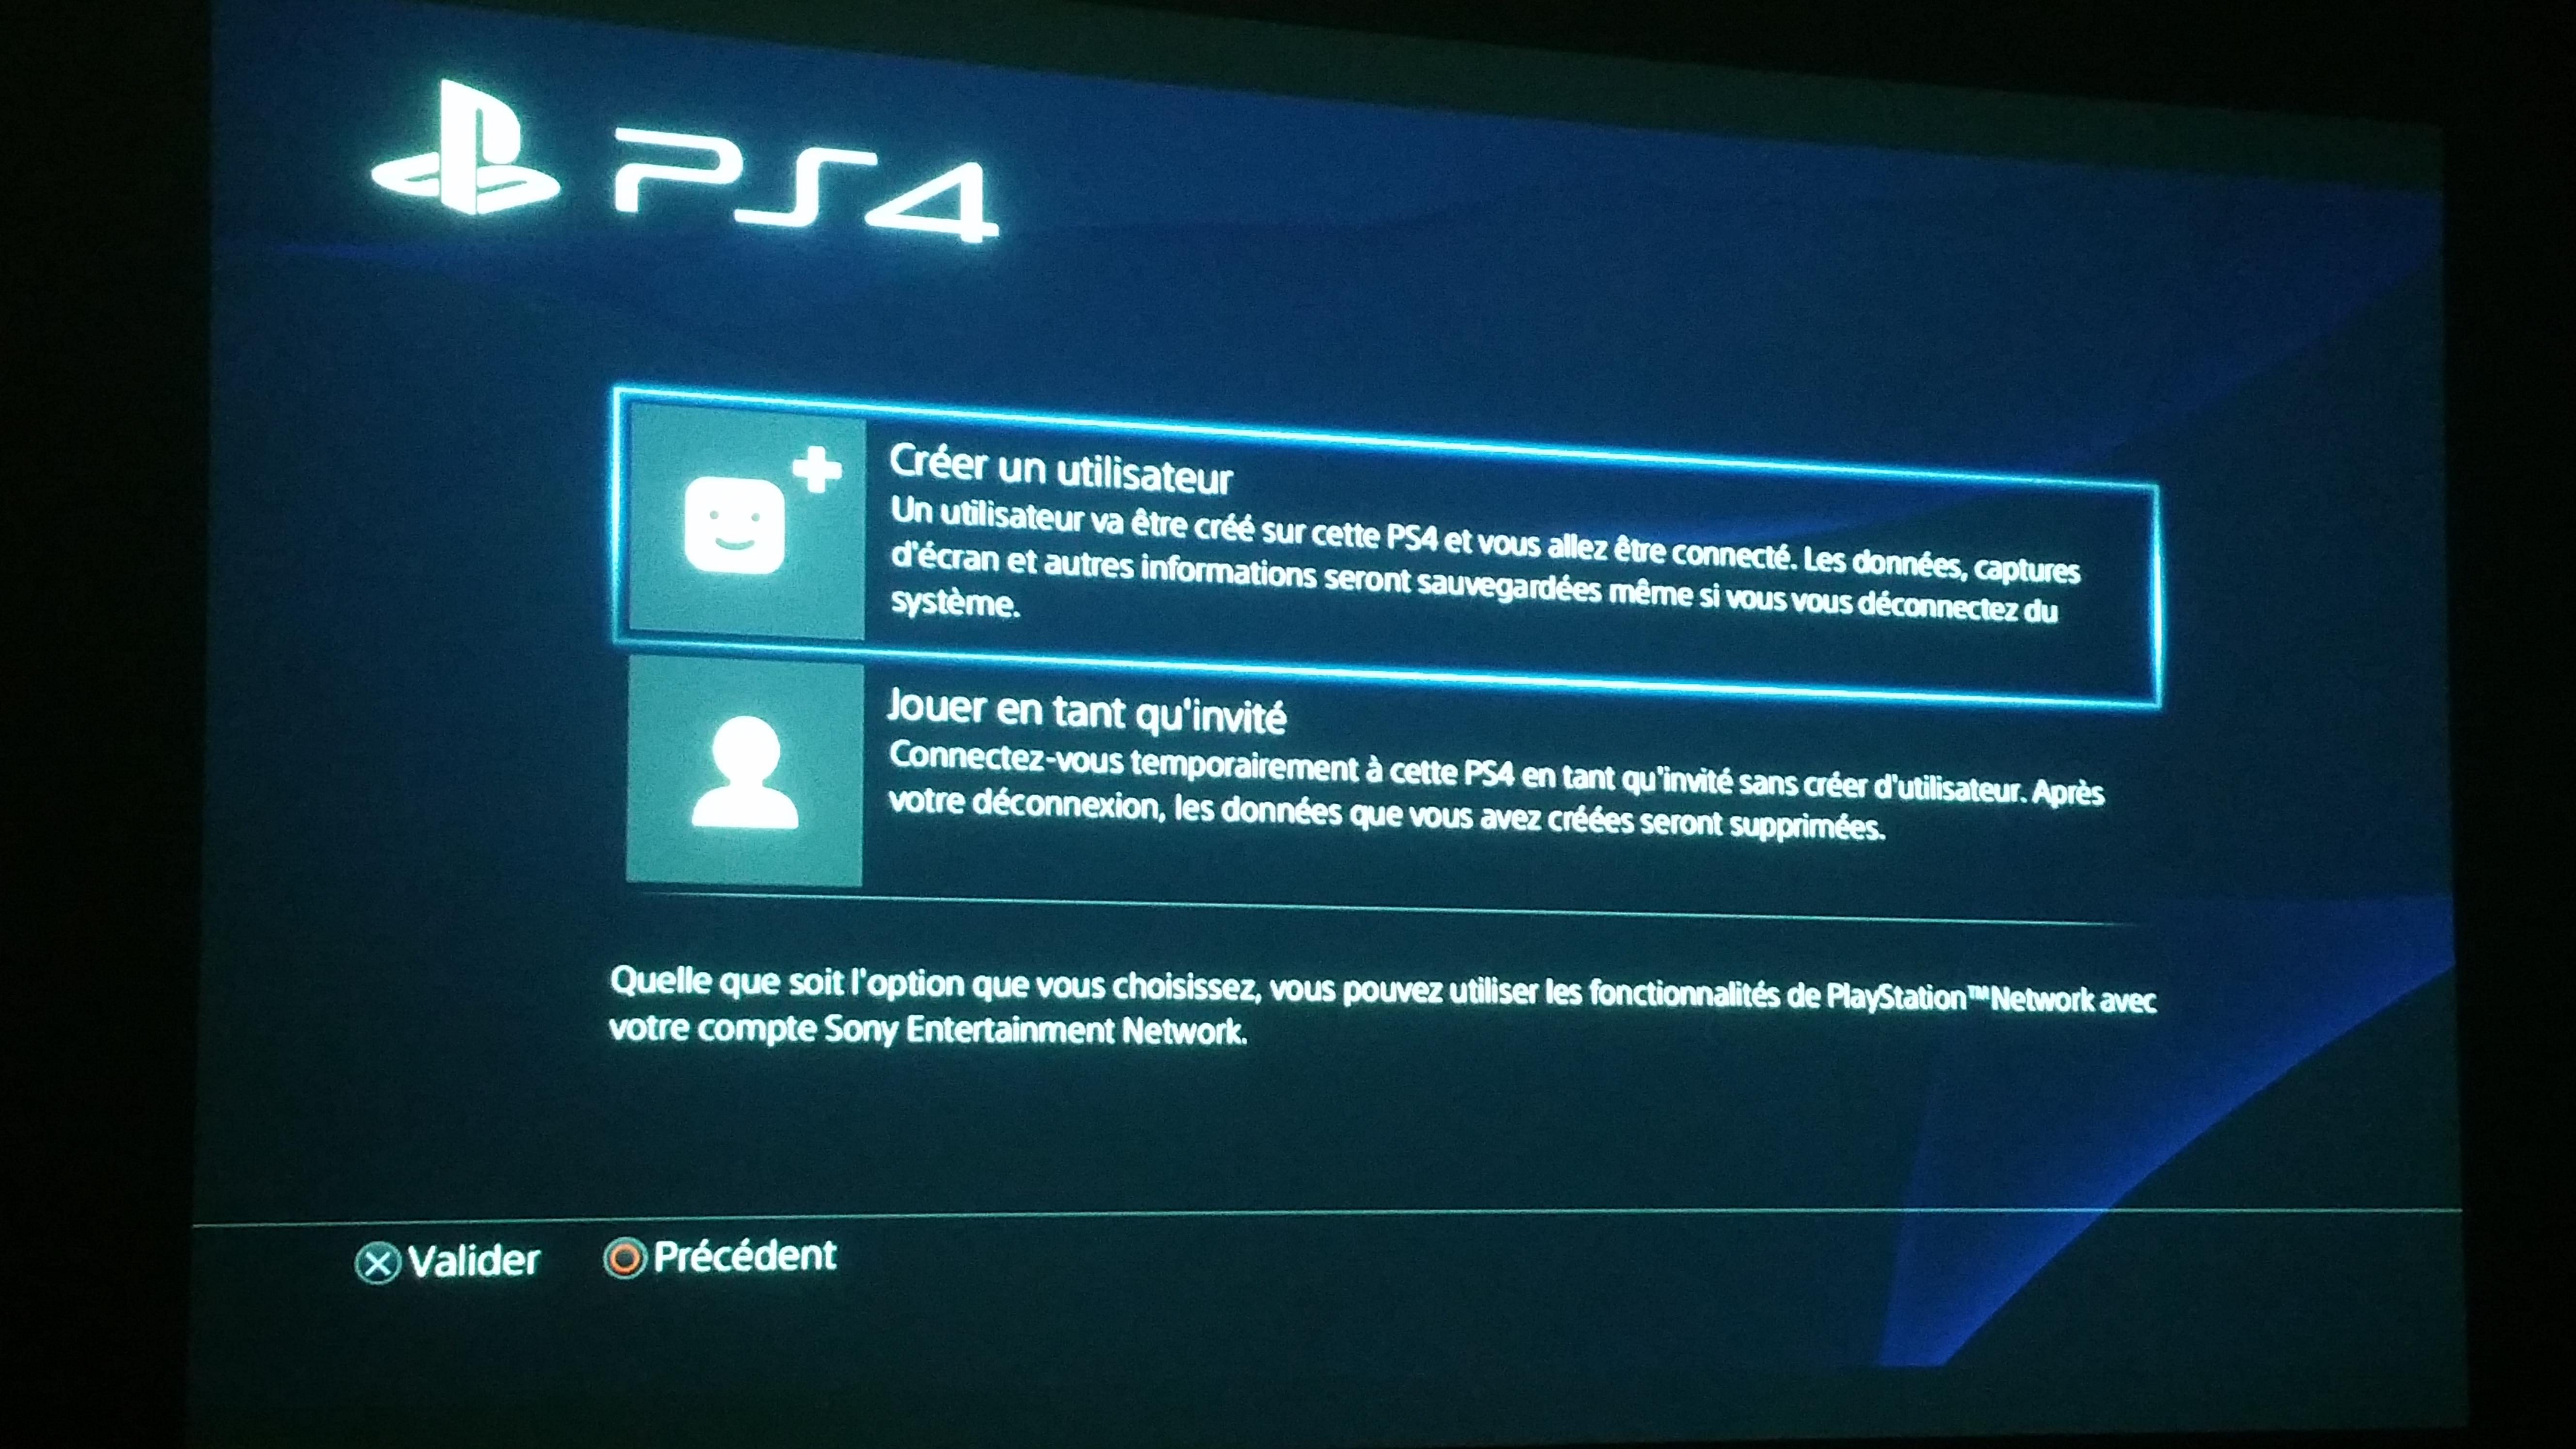 PS4
Créer un utilisateur
Un utilisateur va être créé sur cette PS4 et vous allez être connecté. Les données, captures
d'écran et autres informations seront sauvegardées même si vous vous déconnectez du
système.
Jouer en tant qu'invité
Connectez-vous temporairement à cette PS4 en tant qu'invité sans créer d'utilisateur. Après
votre déconnexion, les données que vous avez créées seront supprimées.
Quelle que soit l'option que vous choisissez, vous pouvez utiliser les fonctionnalités de PlayStation™Network avec
votre compte Sony Entertainment Network.
Valider Précédent